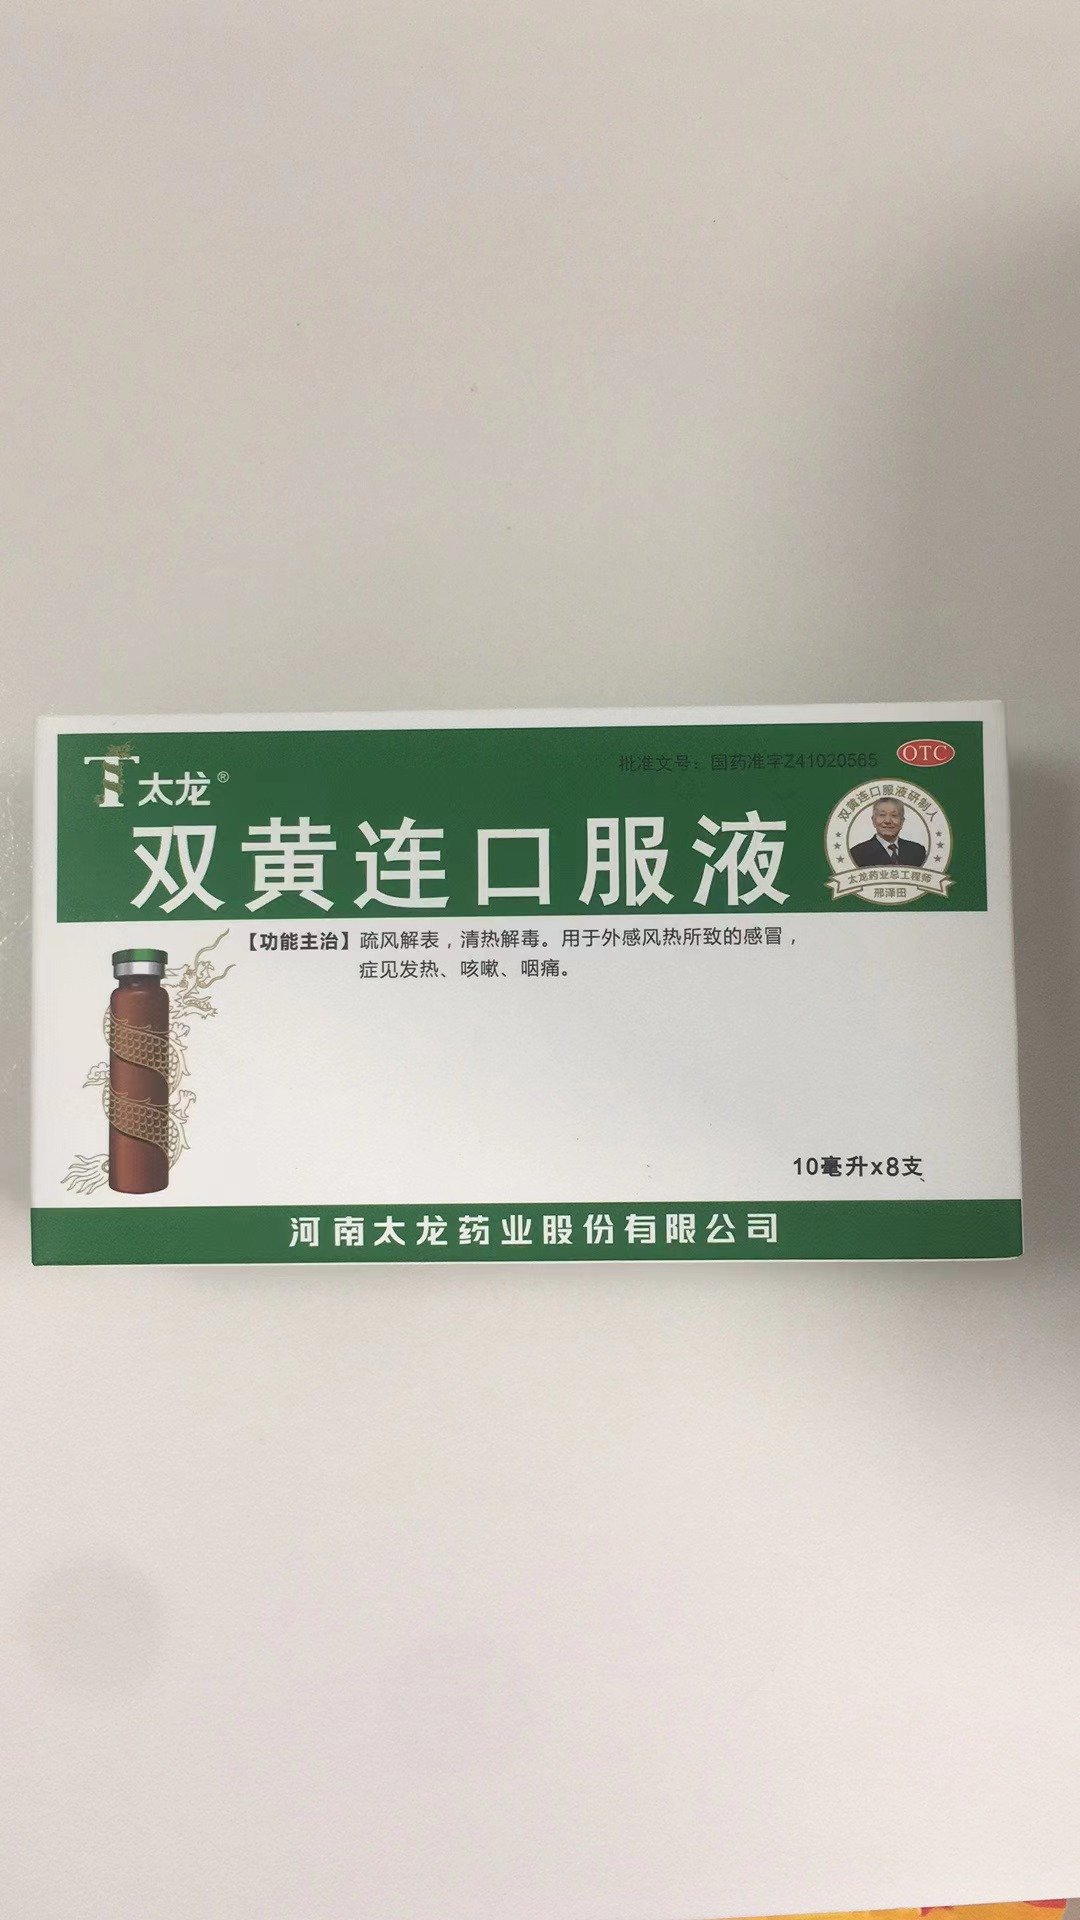 批准文号：国药准字Z41020565
OTC
T太龙®
双黄连口服液
双黄连口服液研制人
太龙药业总工程师
邢泽田
【功能主治】疏风解表，清热解毒。用于外感风热所致的感冒，
症见发热、咳嗽、咽痛。
10毫升x8支
河南太龙药业股份有限公司